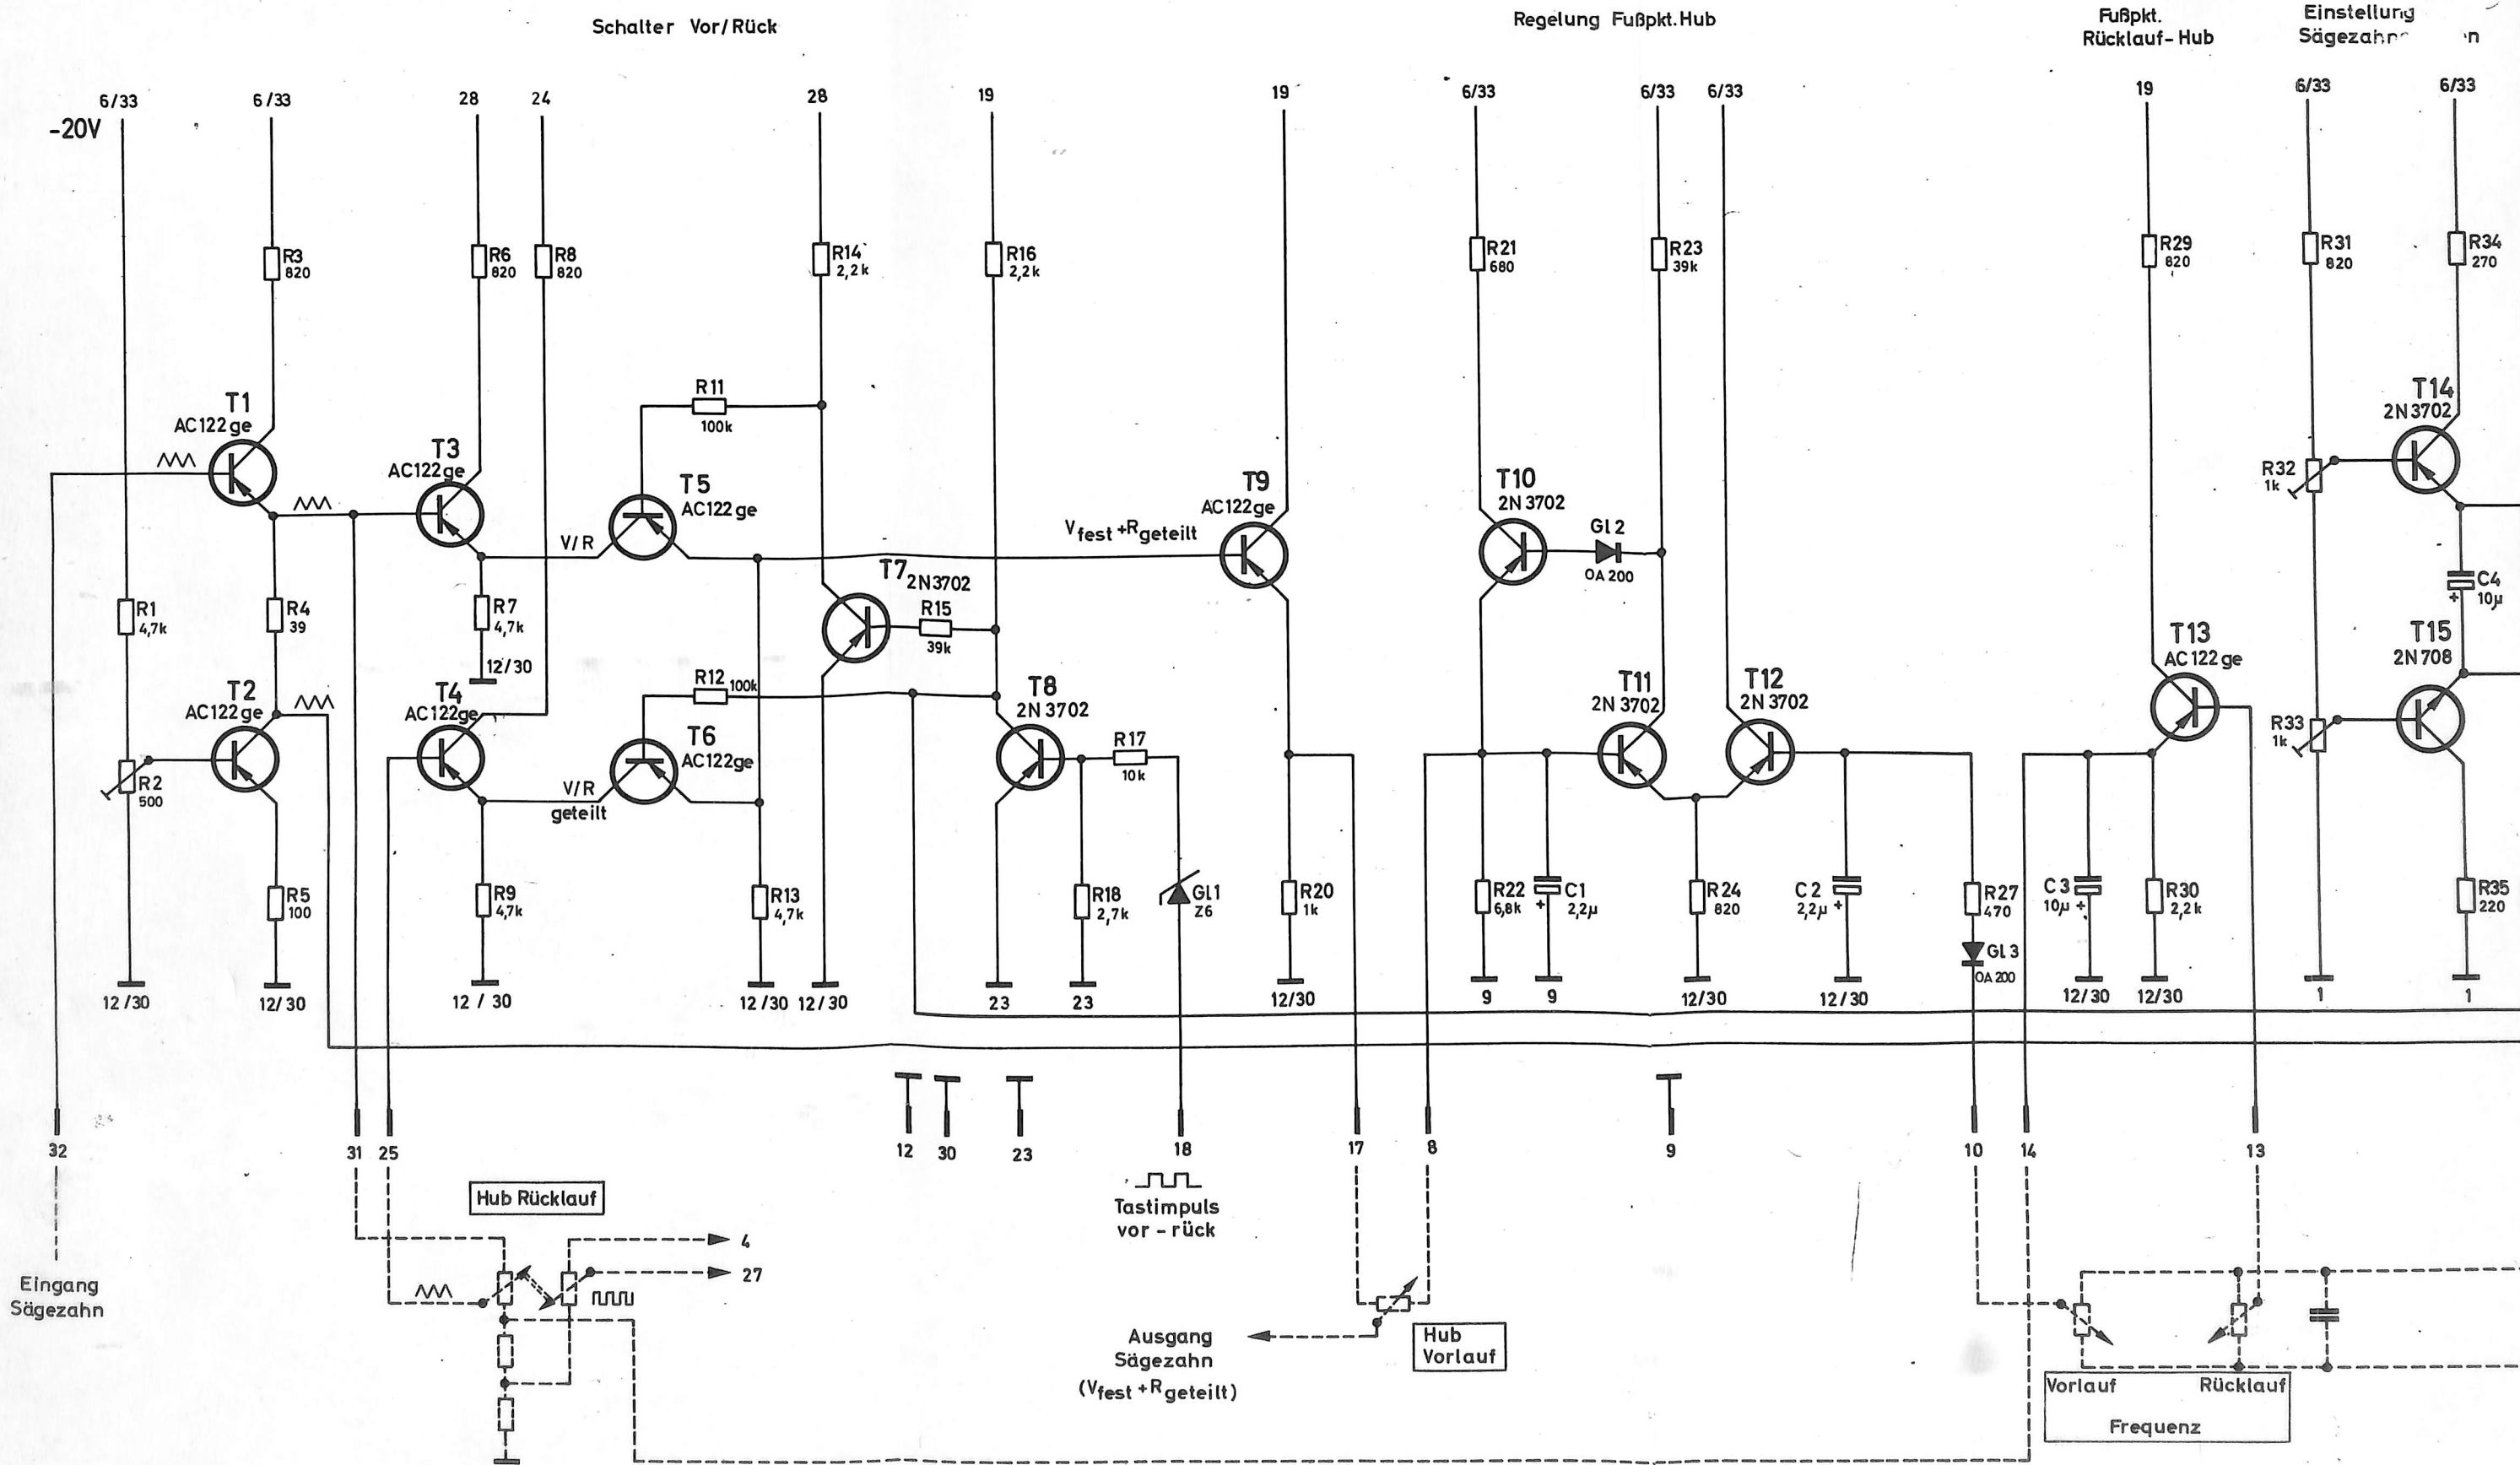 Schalter Vor/Rück
Regelung Fußpkt.Hub
Fußpkt.
Rücklauf-Hub
Einstellung
6/33
6/33
28
24
28
19
19
6/33
6/33
6/33
19
6/33
6/33
-20V
R3
820
R6
820
R8
820
R14
2,2k
R16
2,2k
R21
680
R23
39k
R29
820
R31
820
R34
270
T1
AC122ge
T3
AC122ge
R11
100k
T5
AC122ge
V/R
Vfest+Rgeteilt
T9
AC122ge
T10
2N3702
Gl 2
OA 200
T14
2N3702
R32
1k
C4
+ 10µ
R1
4,7k
R4
39
R7
4,7k
12/30
T7
2N3702
R15
39k
T13
AC122ge
T15
2N708
T2
AC122ge
T4
AC122ge
R12 100k
T6
AC122ge
T8
2N3702
R17
10k
T11
2N3702
T12
2N3702
R33
1k
R2
500
V/R
geteilt
R5
100
R9
4,7k
R13
4,7k
R18
2,7k
GL1
Z6
R20
1k
R22
6,8k
C1
+ 2,2µ
R24
820
C2
2,2µ +
R27
470
GL3
OA 200
C3
10µ +
R30
2,2k
R35
220
12/30
12/30
12 / 30
12/30
12/30
23
23
12/30
9
9
12/30
12/30
12/30
12/30
1
1
32
31
25
12
30
23
18
17
8
9
10
14
13
Eingang
Sägezahn
Hub Rücklauf
4
27
Tastimpuls
vor-rück
Ausgang
Sägezahn
(Vfest+Rgeteilt)
Hub
Vorlauf
Vorlauf
Rücklauf
Frequenz